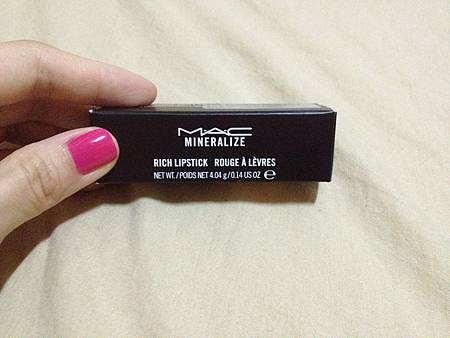 MAC
MINERALIZE
RICH LIPSTICK ROUGE À LÈVRES
NET WT./POIDS NET 4.04 g/0.14 US OZ ℮